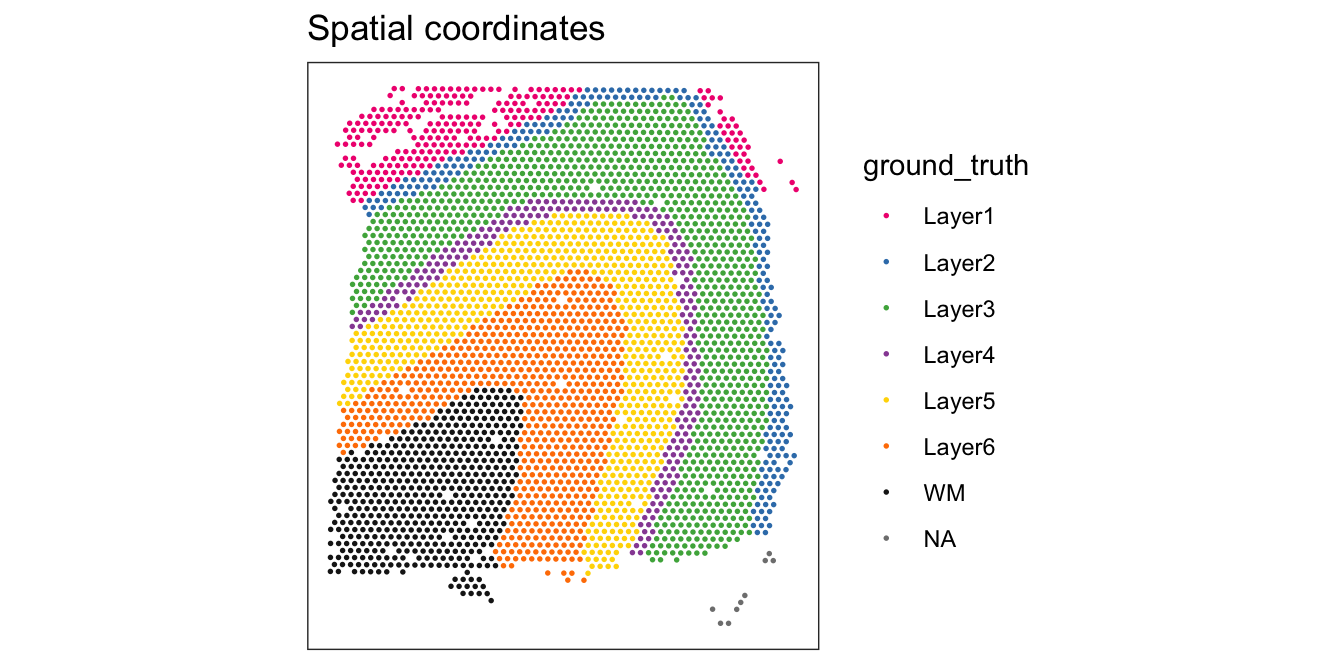 Spatial coordinates
ground_truth
Layer1
Layer2
Layer3
Layer4
Layer5
Layer6
WM
NA